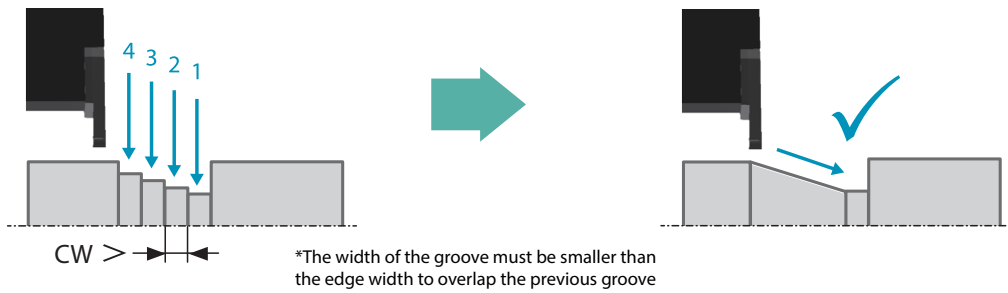 4 3 2 1
CW >
*The width of the groove must be smaller than
the edge width to overlap the previous groove